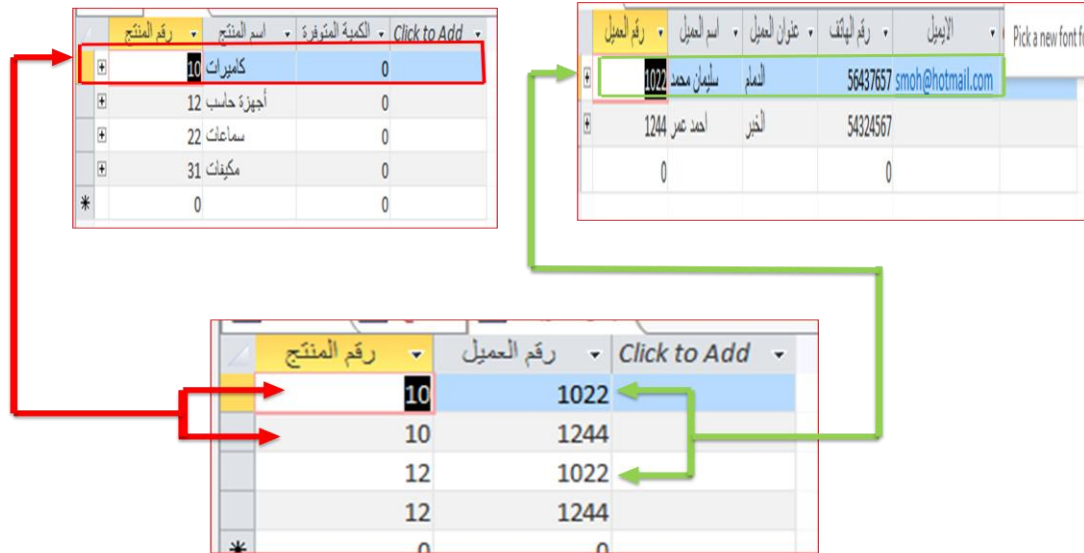 رقم المنتج اسم المنتج الكمية المتوفرة Click to Add
10 كاميرات 0
12 أجهزة حاسب 0
22 سماعات 0
31 مكيفات 0
* 0 0
رقم العميل اسم العميل عنوان العميل رقم الهاتف الايميل Pick a new font fo
1022 سليمان محمد الدمام 56437657 smoh@hotmail.com
1244 احمد عمر الخبر 54324567
0 0
رقم المنتج رقم العميل Click to Add
10 1022
10 1244
12 1022
12 1244
* 0 0